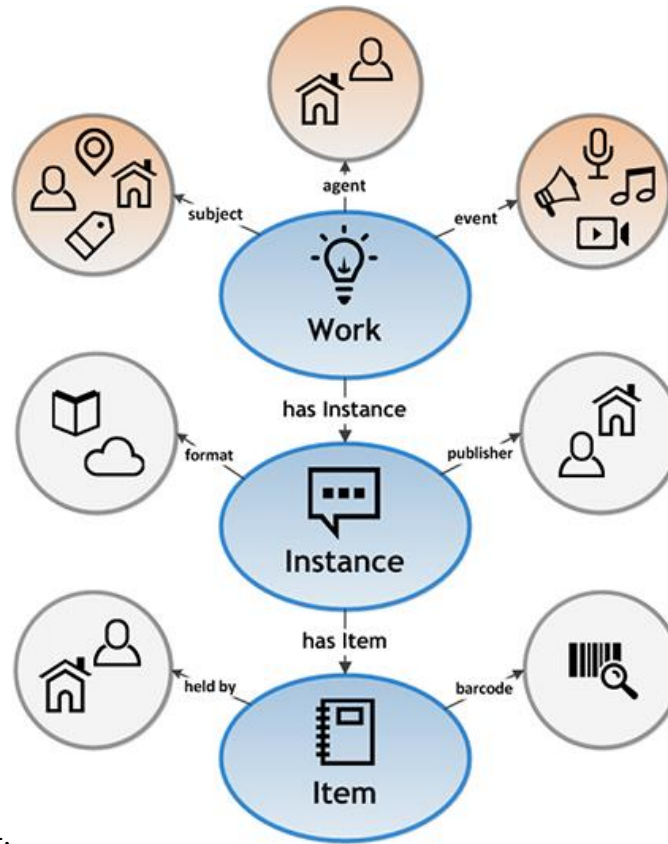 agent
subject
event
Work
has Instance
format
publisher
Instance
has Item
held by
barcode
Item